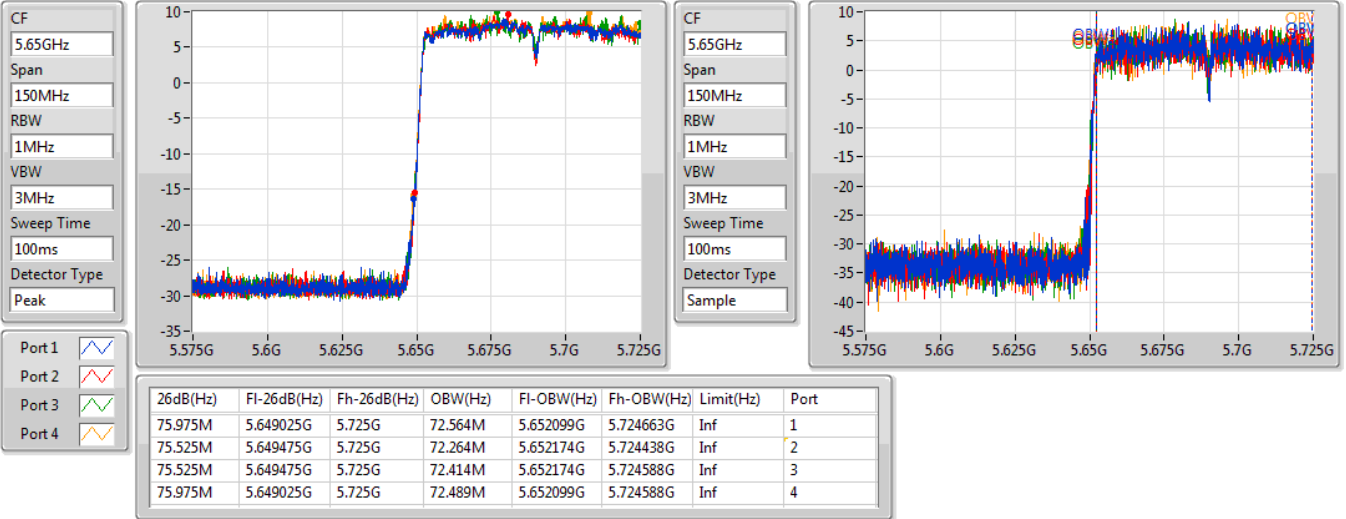 CF
5.65GHz
Span
150MHz
RBW
1MHz
VBW
3MHz
Sweep Time
100ms
Detector Type
Peak
10
5
0
-5
-10
-15
-20
-25
-30
-35
5.575G 5.6G 5.625G 5.65G 5.675G 5.7G 5.725G
CF
5.65GHz
Span
150MHz
RBW
1MHz
VBW
3MHz
Sweep Time
100ms
Detector Type
Sample
10
5
0
-5
-10
-15
-20
-25
-30
-35
-40
-45
5.575G 5.6G 5.625G 5.65G 5.675G 5.7G 5.725G
Port 1
Port 2
Port 3
Port 4
26dB(Hz) Fl-26dB(Hz) Fh-26dB(Hz) OBW(Hz) Fl-OBW(Hz) Fh-OBW(Hz) Limit(Hz) Port
75.975M 5.649025G 5.725G 72.564M 5.652099G 5.724663G Inf 1
75.525M 5.649475G 5.725G 72.264M 5.652174G 5.724438G Inf 2
75.525M 5.649475G 5.725G 72.414M 5.652174G 5.724588G Inf 3
75.975M 5.649025G 5.725G 72.489M 5.652099G 5.724588G Inf 4